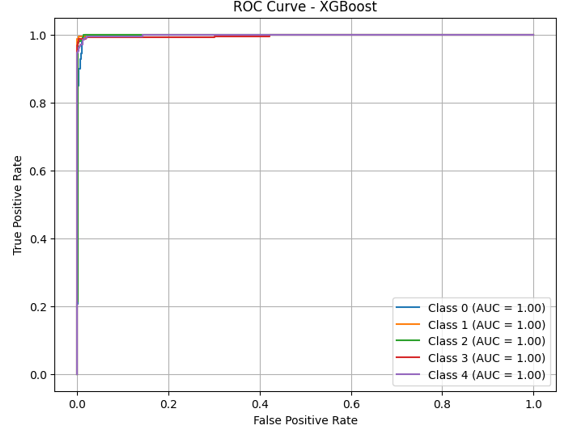 ROC Curve - XGBoost
True Positive Rate
1.0
0.8
0.6
0.4
0.2
0.0
Class 0 (AUC = 1.00)
Class 1 (AUC = 1.00)
Class 2 (AUC = 1.00)
Class 3 (AUC = 1.00)
Class 4 (AUC = 1.00)
0.0 0.2 0.4 0.6 0.8 1.0
False Positive Rate